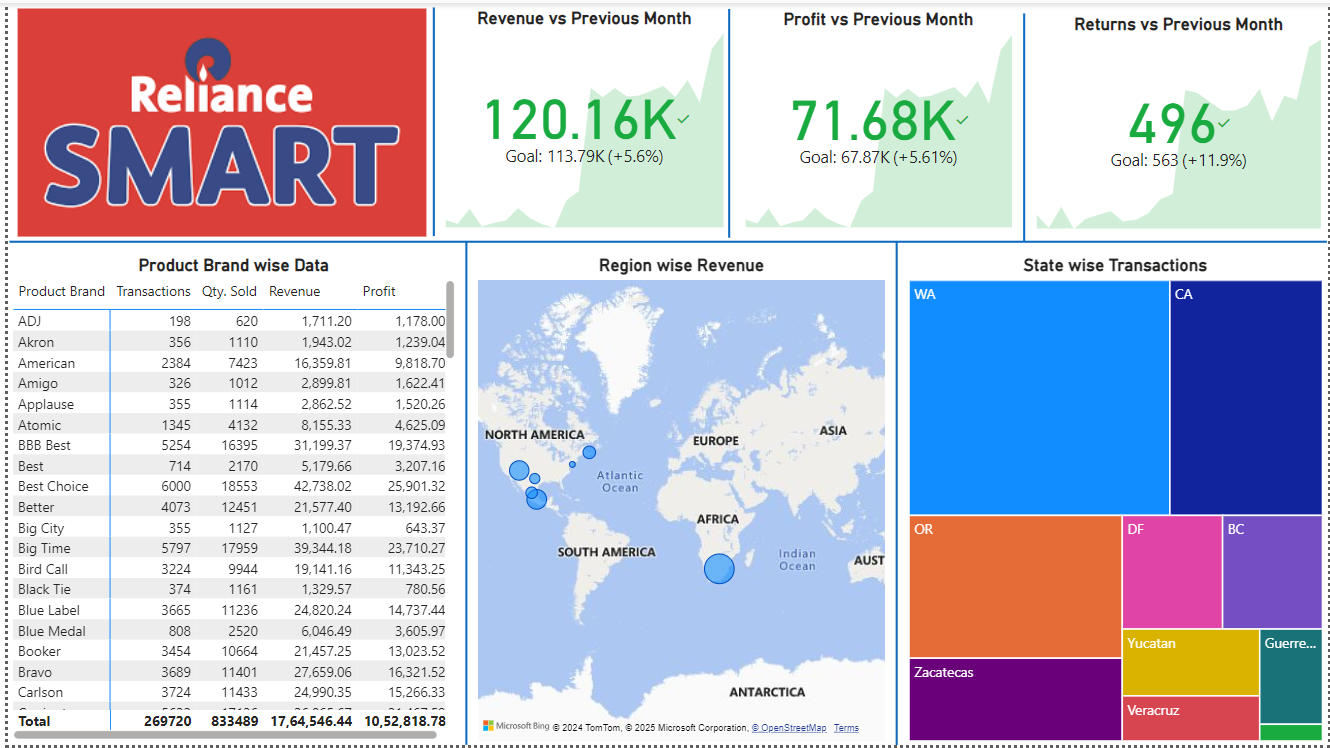 Reliance
SMART
Revenue vs Previous Month
120.16K
Goal: 113.79K (+5.6%)
Profit vs Previous Month
71.68K
Goal: 67.87K (+5.61%)
Returns vs Previous Month
496
Goal: 563 (+11.9%)
Product Brand wise Data
Product Brand Transactions Qty. Sold Revenue Profit
ADJ 198 620 1,711.20 1,178.00
Akron 356 1110 1,943.02 1,239.04
American 2384 7423 16,359.81 9,818.70
Amigo 326 1012 2,899.81 1,622.41
Applause 355 1114 2,862.52 1,520.26
Atomic 1345 4132 8,155.33 4,625.09
BBB Best 5254 16395 31,199.37 19,374.93
Best 714 2170 5,179.66 3,207.16
Best Choice 6000 18553 42,738.02 25,901.32
Better 4073 12451 21,577.40 13,192.66
Big City 355 1127 1,100.47 643.37
Big Time 5797 17959 39,344.18 23,710.27
Bird Call 3224 9944 19,141.16 11,343.25
Black Tie 374 1161 1,329.57 780.56
Blue Label 3665 11236 24,820.24 14,737.44
Blue Medal 808 2520 6,046.49 3,605.97
Booker 3454 10664 21,457.25 13,023.52
Bravo 3689 11401 27,659.06 16,321.52
Carlson 3724 11433 24,990.35 15,266.33
Total 269720 833489 17,64,546.44 10,52,818.78
Region wise Revenue
NORTH AMERICA
EUROPE
ASIA
Atlantic
Ocean
AFRICA
SOUTH AMERICA
Indian
Ocean
AUST
ANTARCTICA
Microsoft Bing © 2024 TomTom, © 2025 Microsoft Corporation, © OpenStreetMap Terms
State wise Transactions
WA
CA
OR
DF
BC
Yucatan
Guerre...
Zacatecas
Veracruz